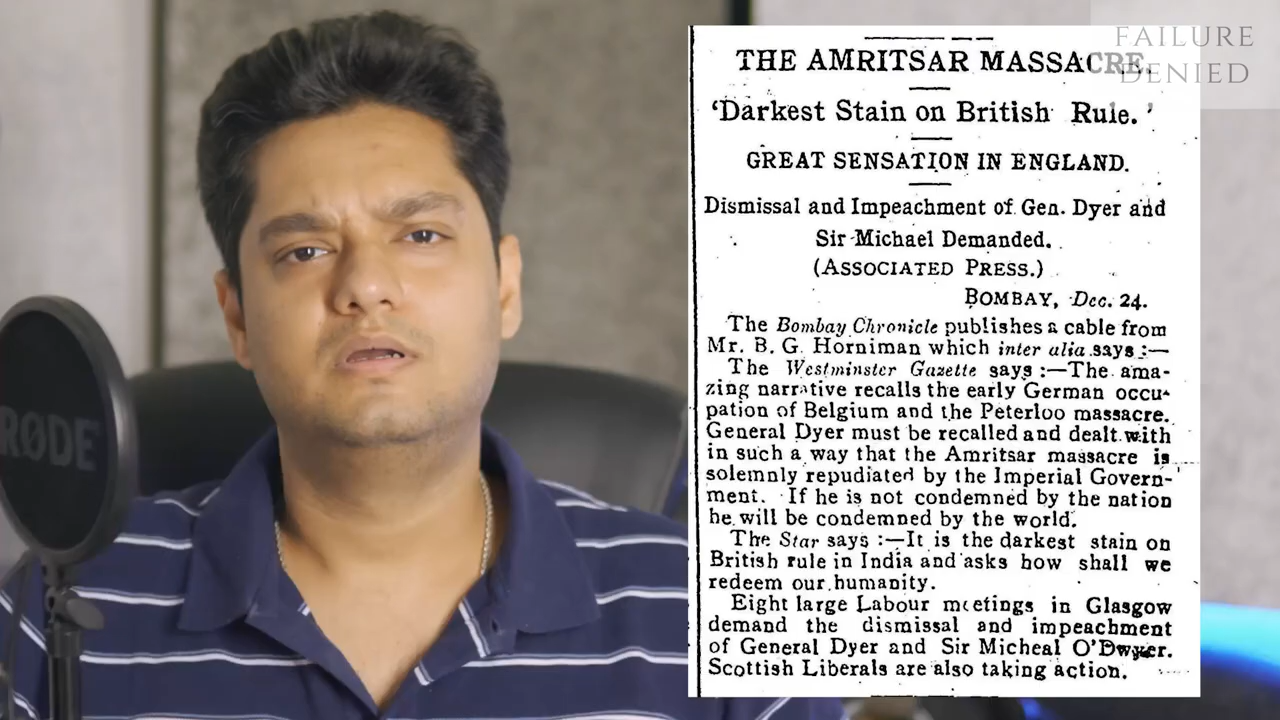 FAILURE
DENIED
THE AMRITSAR MASSACRE.
'Darkest Stain on British Rule.'
GREAT SENSATION IN ENGLAND.
Dismissal and Impeachment of Gen. Dyer and
Sir Michael Demanded.
(ASSOCIATED PRESS.)
BOMBAY, Dec. 24.
The Bombay Chronicle publishes a cable from
Mr. B. G. Horniman which inter alia says :—
The Westminster Gazette says :—The ama-
zing narrative recalls the early German occu-
pation of Belgium and the Peterloo massacre.
General Dyer must be recalled and dealt with
in such a way that the Amritsar massacre is
solemnly repudiated by the Imperial Govern-
ment. If he is not condemned by the nation
he will be condemned by the world.
The Star says :—It is the darkest stain on
British rule in India and asks how shall we
redeem our humanity.
Eight large Labour meetings in Glasgow
demand the dismissal and impeachment
of General Dyer and Sir Micheal O'Dwyer.
Scottish Liberals are also taking action.
RØDE